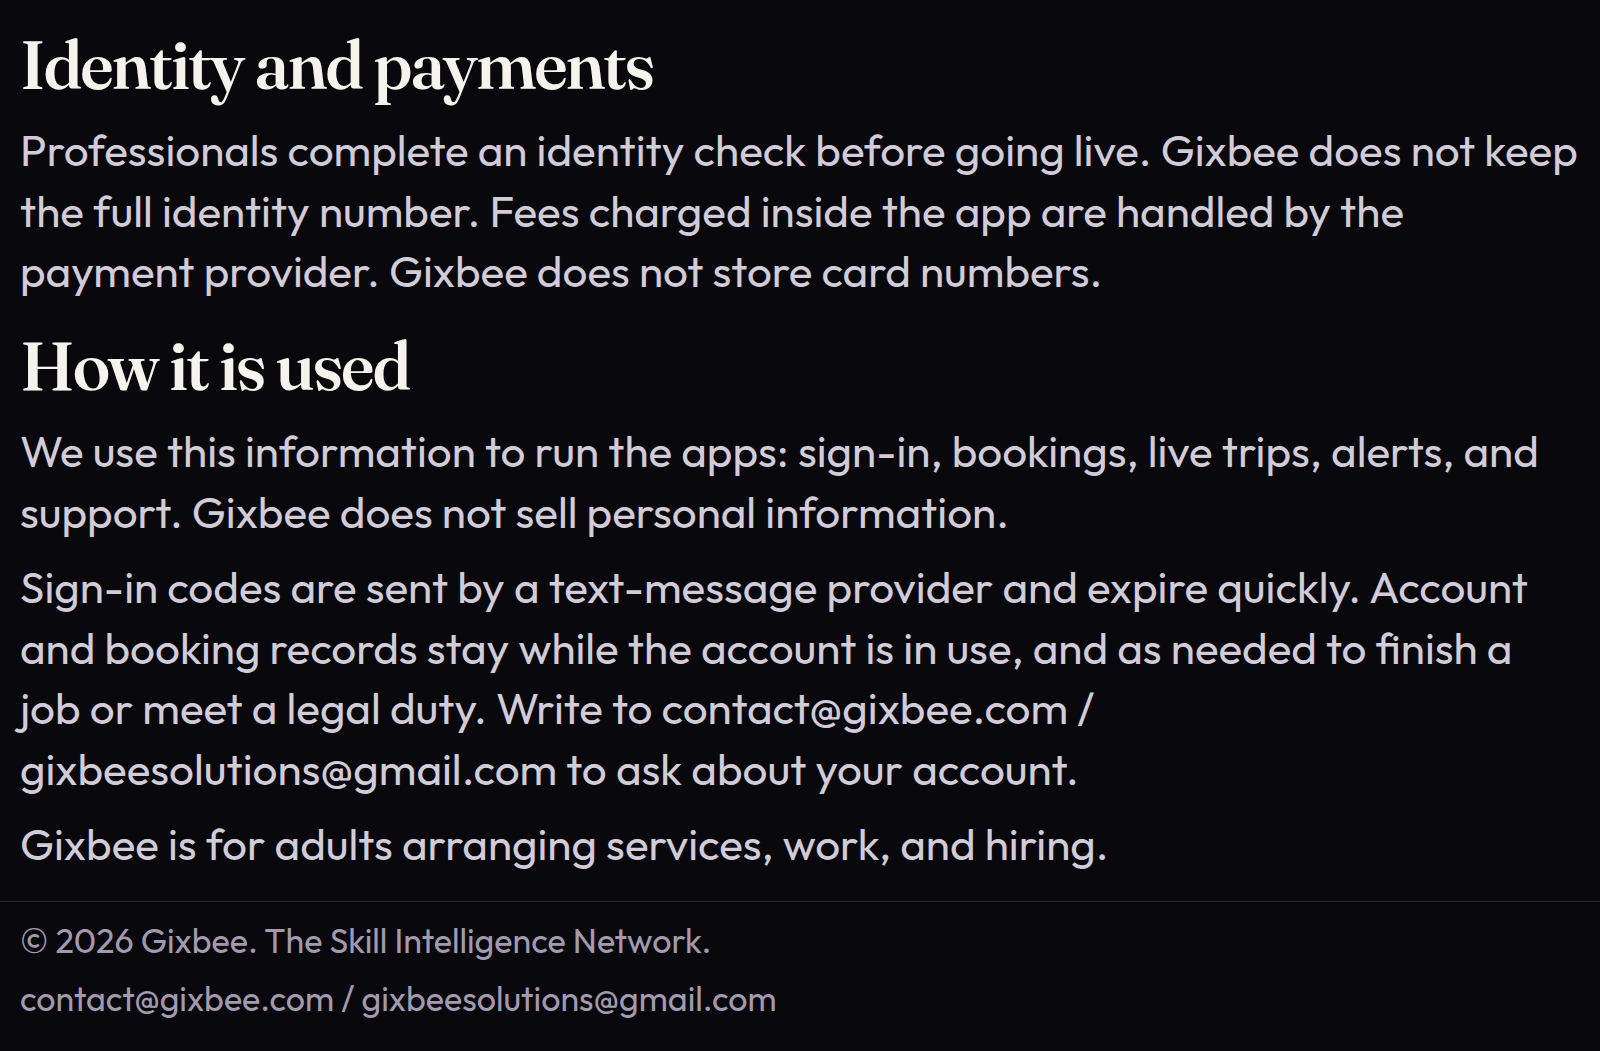 Identity and payments
Professionals complete an identity check before going live. Gixbee does not keep
the full identity number. Fees charged inside the app are handled by the
payment provider. Gixbee does not store card numbers.
How it is used
We use this information to run the apps: sign-in, bookings, live trips, alerts, and
support. Gixbee does not sell personal information.
Sign-in codes are sent by a text-message provider and expire quickly. Account
and booking records stay while the account is in use, and as needed to finish a
job or meet a legal duty. Write to contact@gixbee.com /
gixbeesolutions@gmail.com to ask about your account.
Gixbee is for adults arranging services, work, and hiring.
© 2026 Gixbee. The Skill Intelligence Network.
contact@gixbee.com / gixbeesolutions@gmail.com